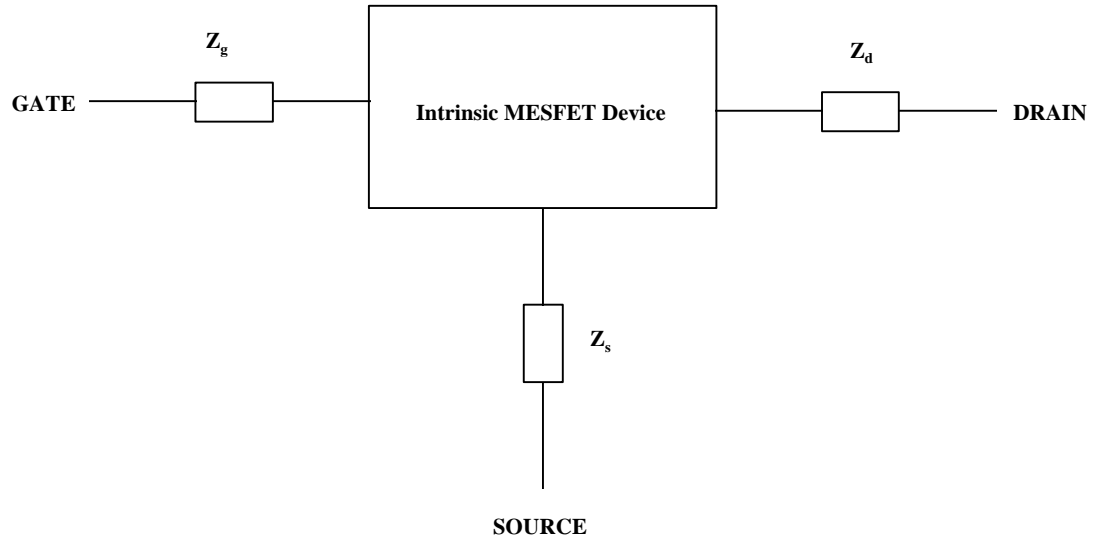 Z_g
Z_d
GATE
Intrinsic MESFET Device
DRAIN
Z_s
SOURCE